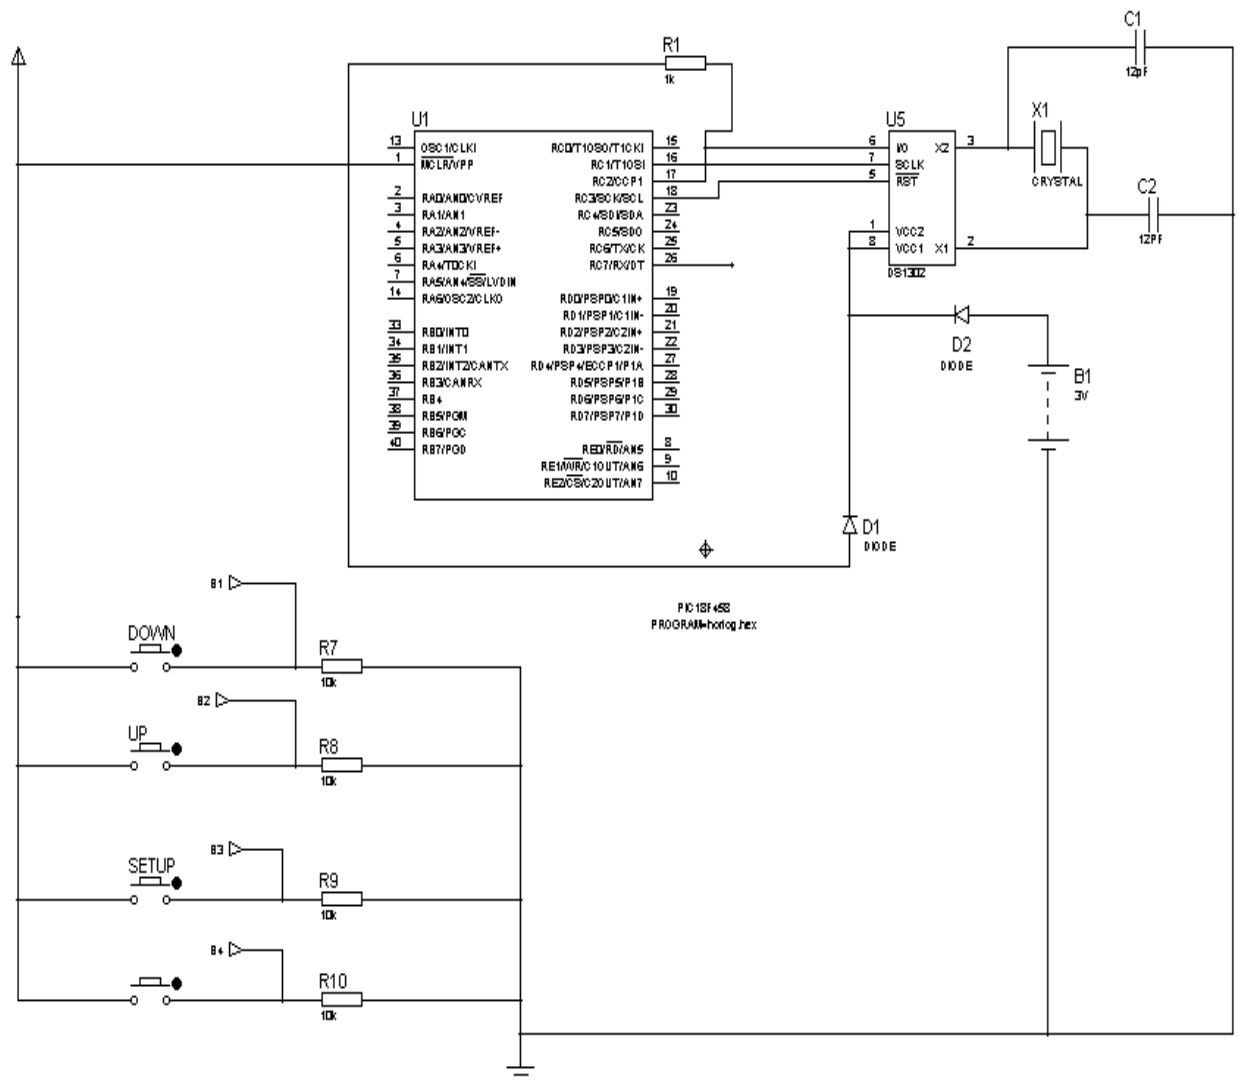 C1
12pF
R1
1k
U1
U5
X1
CRYSTAL
C2
12PF
13 OSC1/CLKI
1 MCLR/VPP
2 RA0/AN0/CVREF
3 RA1/AN1
4 RA2/AN2/VREF-
5 RA3/AN3/VREF+
6 RA4/T0CKI
7 RA5/AN4/SS/LVDIN
14 RA6/OSC2/CLKO
33 RB0/INT0
34 RB1/INT1
35 RB2/INT2/CANTX
36 RB3/CANRX
37 RB4
38 RB5/PGM
39 RB6/PGC
40 RB7/PGD
RC0/T1OSO/T1CKI 15
RC1/T1OSI 16
RC2/CCP1 17
RC3/SCK/SCL 18
RC4/SDI/SDA 23
RC5/SDO 24
RC6/TX/CK 25
RC7/RX/DT 26
RD0/PSP0/C1IN+ 19
RD1/PSP1/C1IN- 20
RD2/PSP2/C2IN+ 21
RD3/PSP3/C2IN- 22
RD4/PSP4/ECCP1/P1A 27
RD5/PSP5/P1B 28
RD6/PSP6/P1C 29
RD7/PSP7/P1D 30
RE0/RD/AN5 8
RE1/WR/C1OUT/AN6 9
RE2/CS/C2OUT/AN7 10
6 I/O X2 3
7 SCLK
5 RST
1 VCC2
8 VCC1 X1 2
DS1302
D2
DIODE
B1
3V
D1
DIODE
PIC18F458
PROGRAM=horlog.hex
B1
DOWN
R7
10k
B2
UP
R8
10k
B3
SETUP
R9
10k
B4
R10
10k